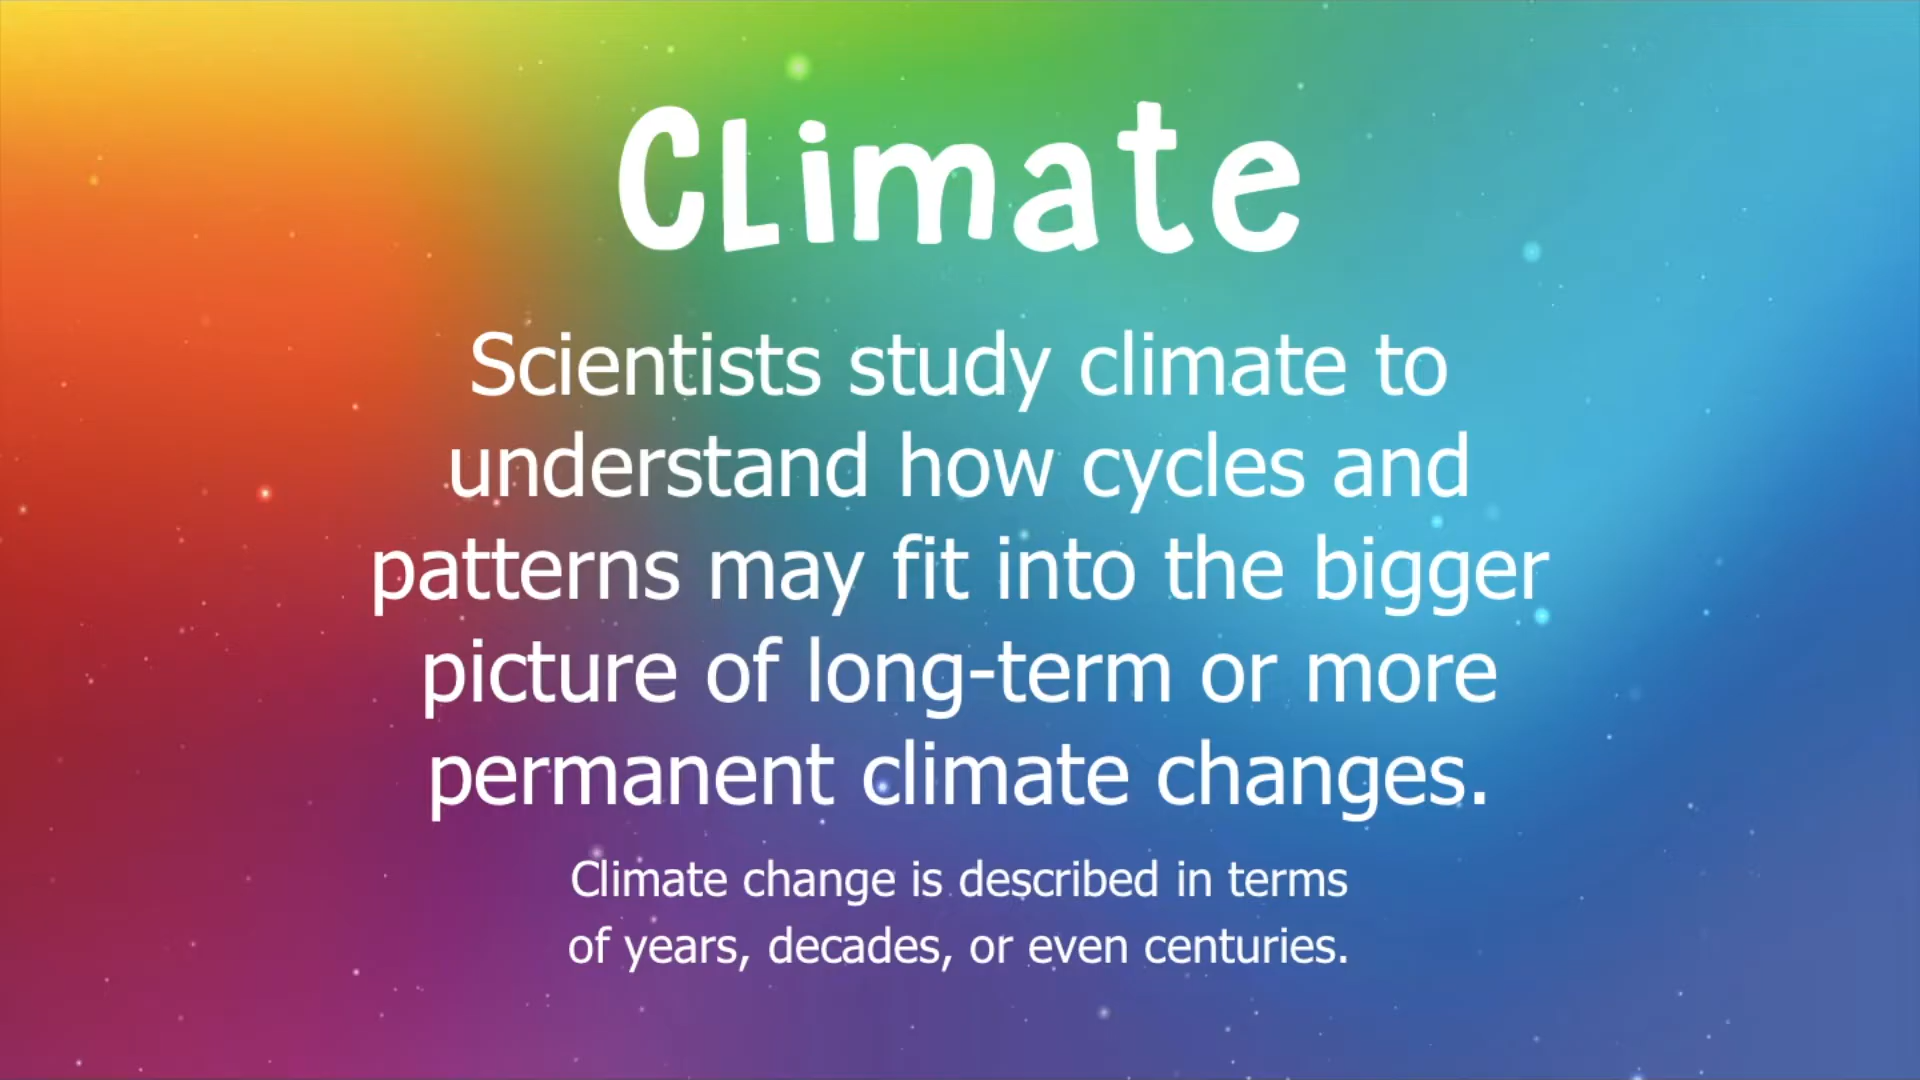 Climate
Scientists study climate to
understand how cycles and
patterns may fit into the bigger
picture of long-term or more
permanent climate changes.
Climate change is described in terms
of years, decades, or even centuries.